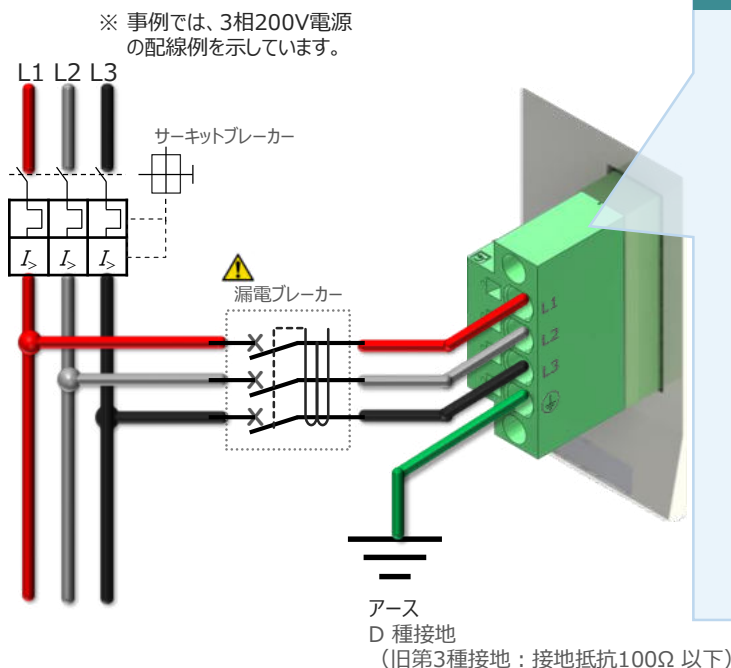 ※ 事例では、3相200V電源
の配線例を示しています。
L1 L2 L3
サーキットブレーカー
I> I> I>
漏電ブレーカー
L1
L2
L3
アース
D 種接地
（旧第3種接地：接地抵抗100Ω 以下）